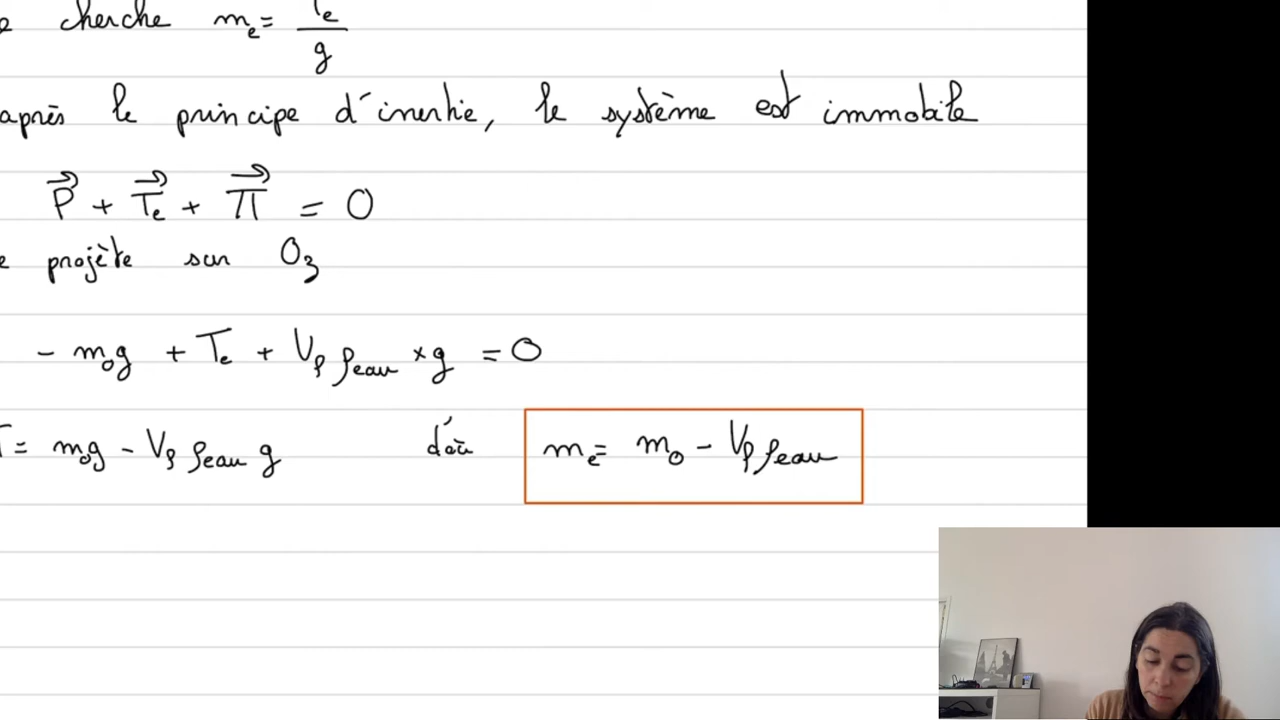 e cherche mₑ = Tₑ/g
après le principe d'inertie, le système est immobile
P⃗ + T⃗ₑ + Π⃗ = 0
e projète sur O₃
- m₀g + Tₑ + Vₚ ρeau × g = 0
T = m₀g - Vₚ ρeau g d'où mₑ = m₀ - Vₚ ρeau